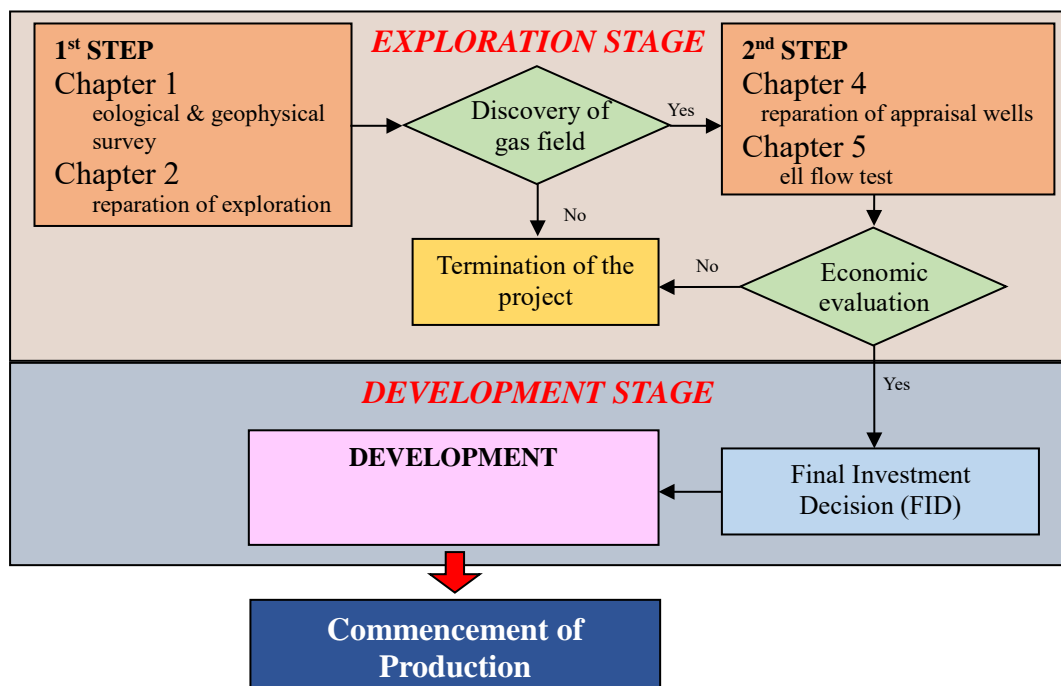 EXPLORATION STAGE
1st STEP
Chapter 1
eological & geophysical
survey
Chapter 2
reparation of exploration
Discovery of
gas field
Yes
No
2nd STEP
Chapter 4
reparation of appraisal wells
Chapter 5
ell flow test
Termination of the
project
No
Economic
evaluation
Yes
DEVELOPMENT STAGE
DEVELOPMENT
Final Investment
Decision (FID)
Commencement of
Production